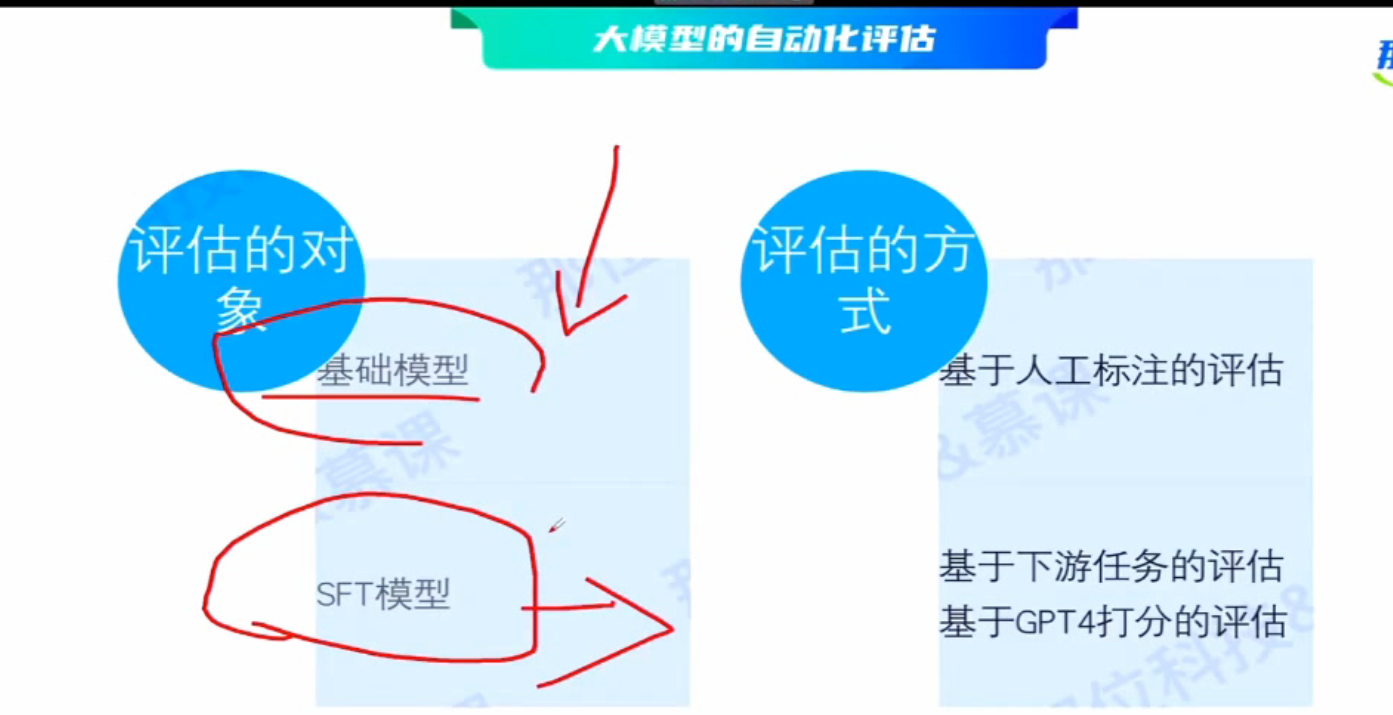 大模型的自动化评估
评估的对
象
基础模型
SFT模型
评估的方
式
基于人工标注的评估
基于下游任务的评估
基于GPT4打分的评估